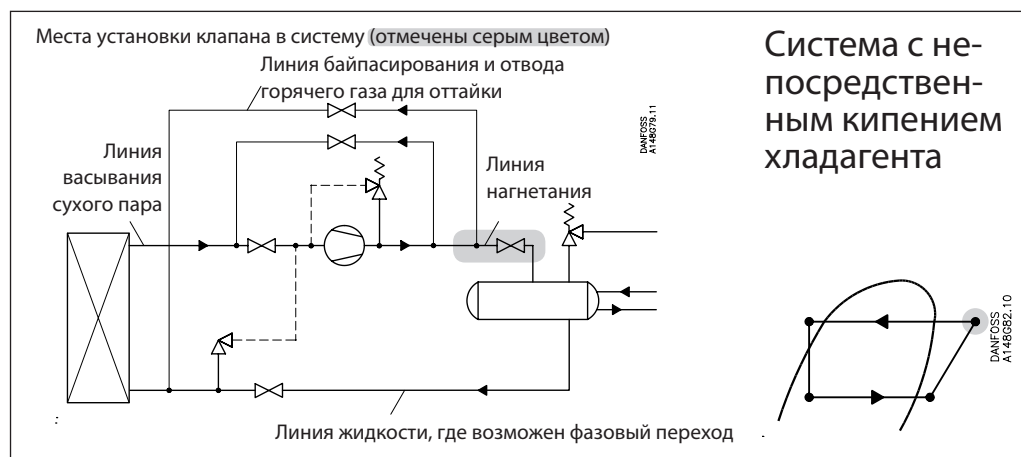 Места установки клапана в систему (отмечены серым цветом)
Линия байпасирования и отвода
горячего газа для оттайки
Линия
васывания
сухого пара
Линия
нагнетания
DANFOSS
A148G79.11
Система с не-
посредствен-
ным кипением
хладагента
DANFOSS
A148G82.10
Линия жидкости, где возможен фазовый переход